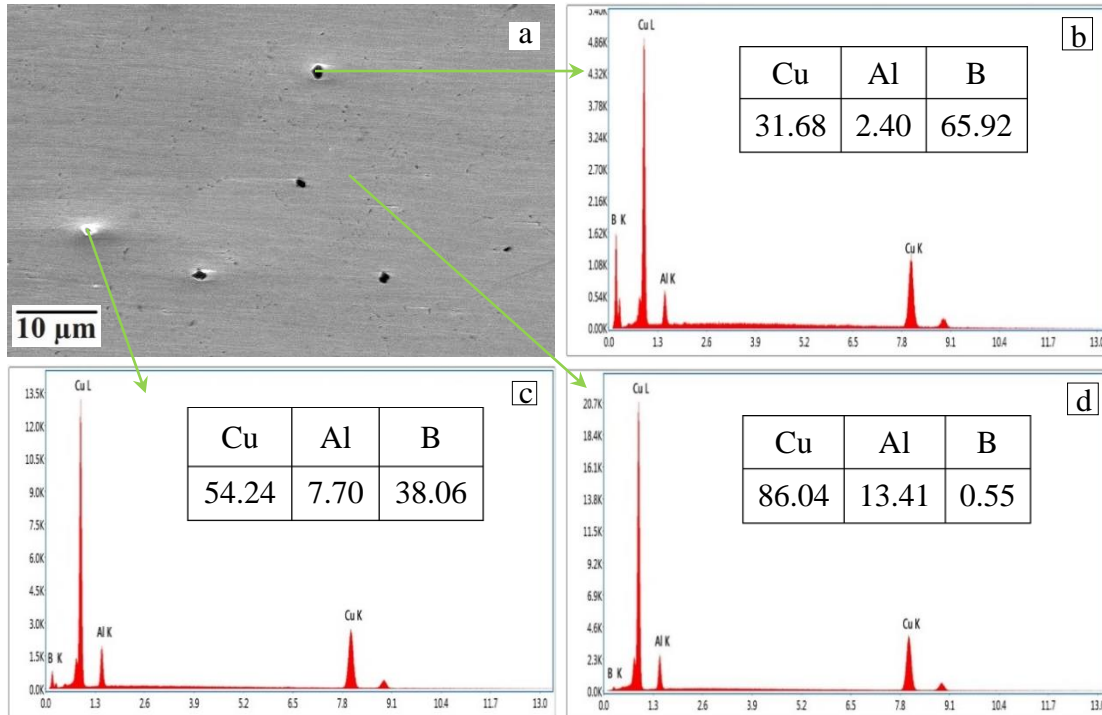 a
10 µm
b
3.40K
4.86K
4.32K
3.78K
3.24K
2.70K
2.16K
1.62K
1.08K
0.54K
0.00K
Cu L
B K
Al K
Cu K
Cu Al B
31.68 2.40 65.92
0.0 1.3 2.6 3.9 5.2 6.5 7.8 9.1 10.4 11.7 13.0
c
13.5K
12.0K
10.5K
9.0K
7.5K
6.0K
4.5K
3.0K
1.5K
0.0K
Cu L
B K
Al K
Cu K
Cu Al B
54.24 7.70 38.06
0.0 1.3 2.6 3.9 5.2 6.5 7.8 9.1 10.4 11.7 13.0
d
20.7K
18.4K
16.1K
13.8K
11.5K
9.2K
6.9K
4.6K
2.3K
0.0K
Cu L
B K
Al K
Cu K
Cu Al B
86.04 13.41 0.55
0.0 1.3 2.6 3.9 5.2 6.5 7.8 9.1 10.4 11.7 13.0